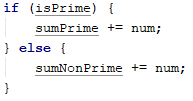 if (isPrime) {
    sumPrime += num;
} else {
    sumNonPrime += num;
}